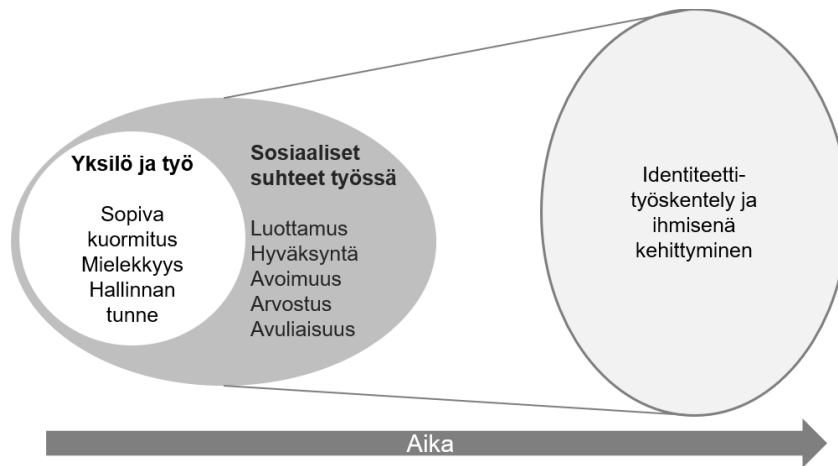 Yksilö ja työ
Sopiva
kuormitus
Mielekkyys
Hallinnan
tunne
Sosiaaliset
suhteet työssä
Luottamus
Hyväksyntä
Avoimuus
Arvostus
Avuliaisuus
Identiteetti-
työskentely ja
ihmisenä
kehittyminen
Aika